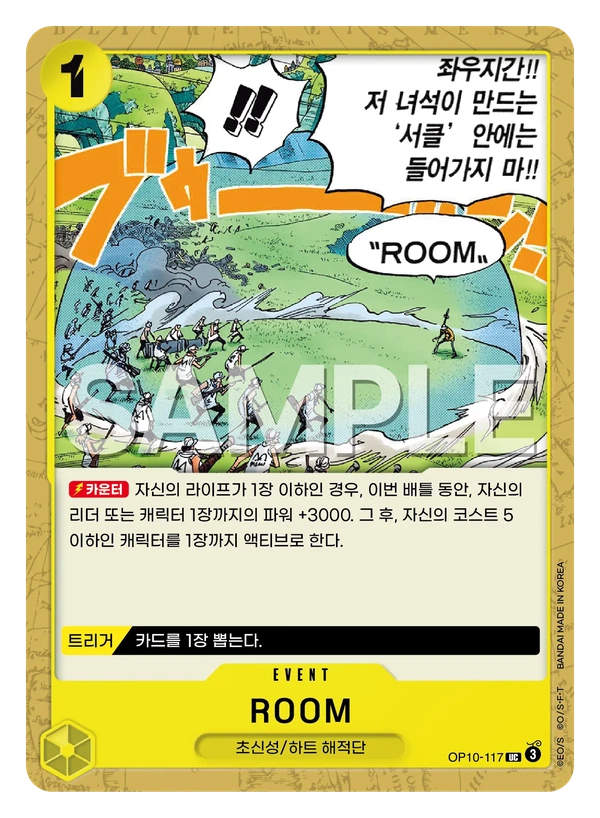 1
!!
좌우지간!!
저 녀석이 만드는
‘서클’ 안에는
들어가지 마!!
ブゥーーン
"ROOM"
SAMPLE
카운터 자신의 라이프가 1장 이하인 경우, 이번 배틀 동안, 자신의
리더 또는 캐릭터 1장까지의 파워 +3000. 그 후, 자신의 코스트 5
이하인 캐릭터를 1장까지 액티브로 한다.
트리거 카드를 1장 뽑는다.
EVENT
ROOM
초신성/하트 해적단
OP10-117 UC 3
©EO/S ©O/S·F·T BANDAI MADE IN KOREA